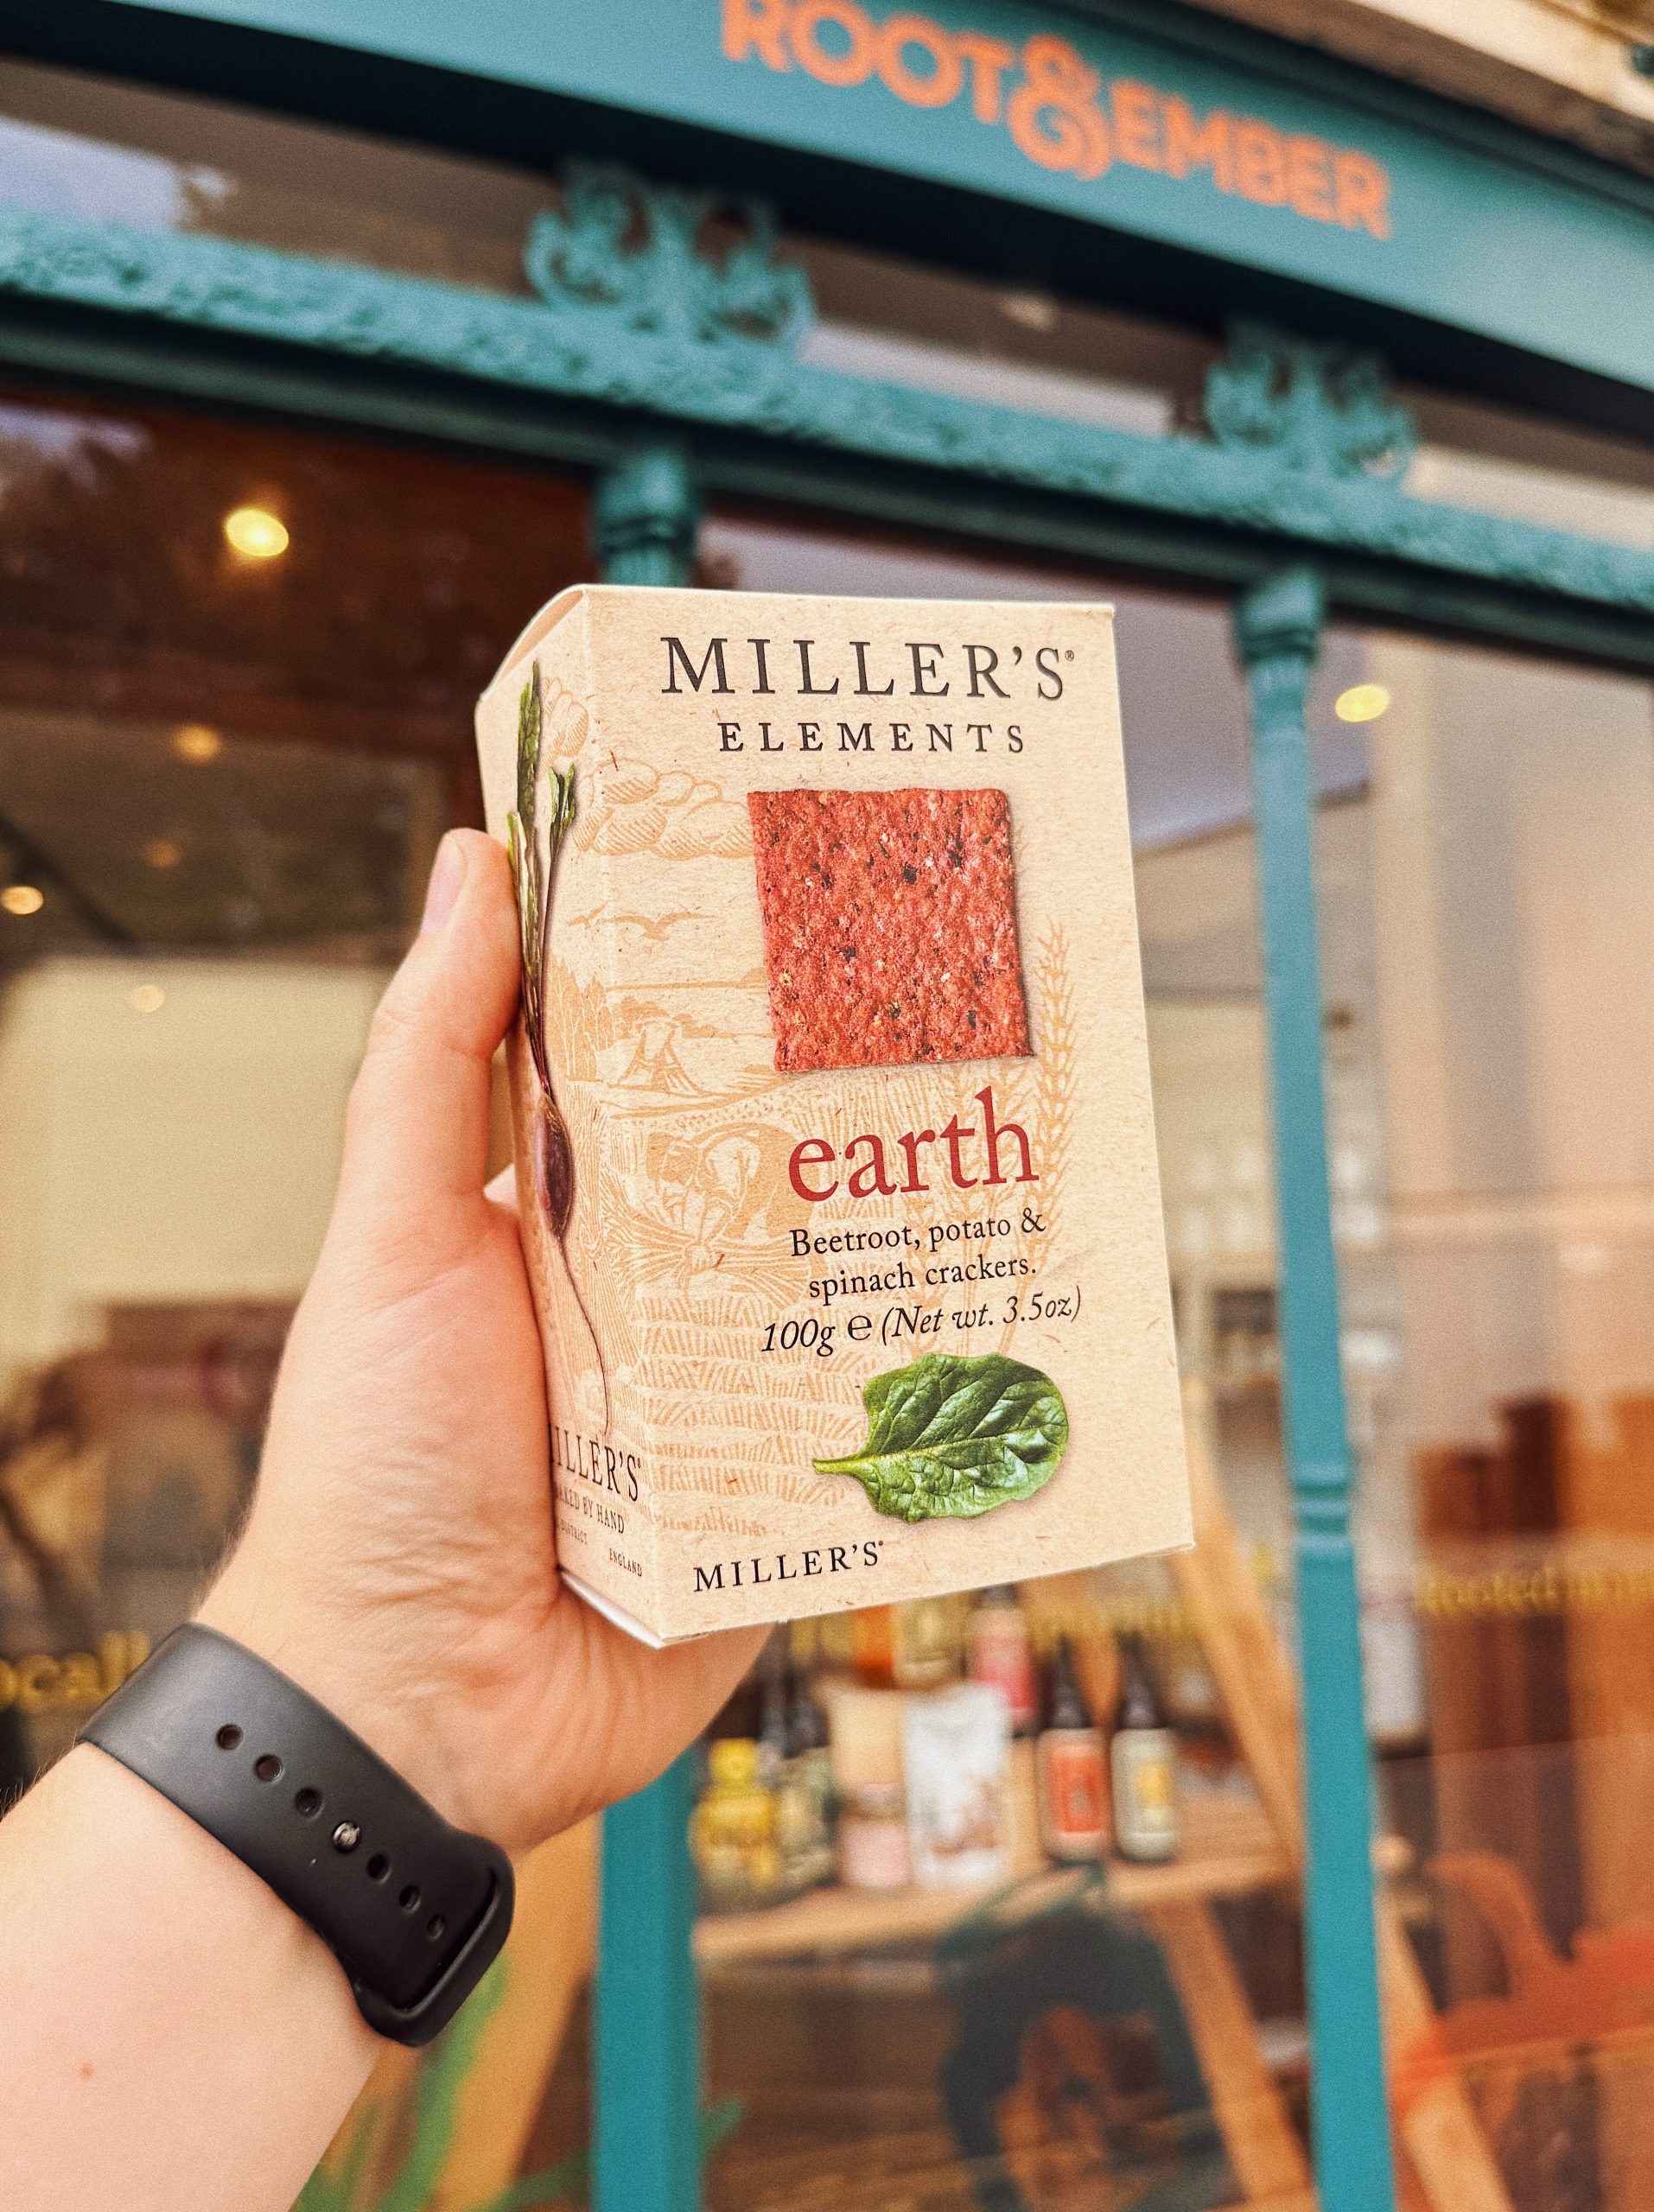 ROOT & EMBER
MILLER'S®
ELEMENTS
earth
Beetroot, potato &
spinach crackers.
100g ℮ (Net wt. 3.5oz)
MILLER'S®
BY HAND
ENGLAND
MILLER'S®